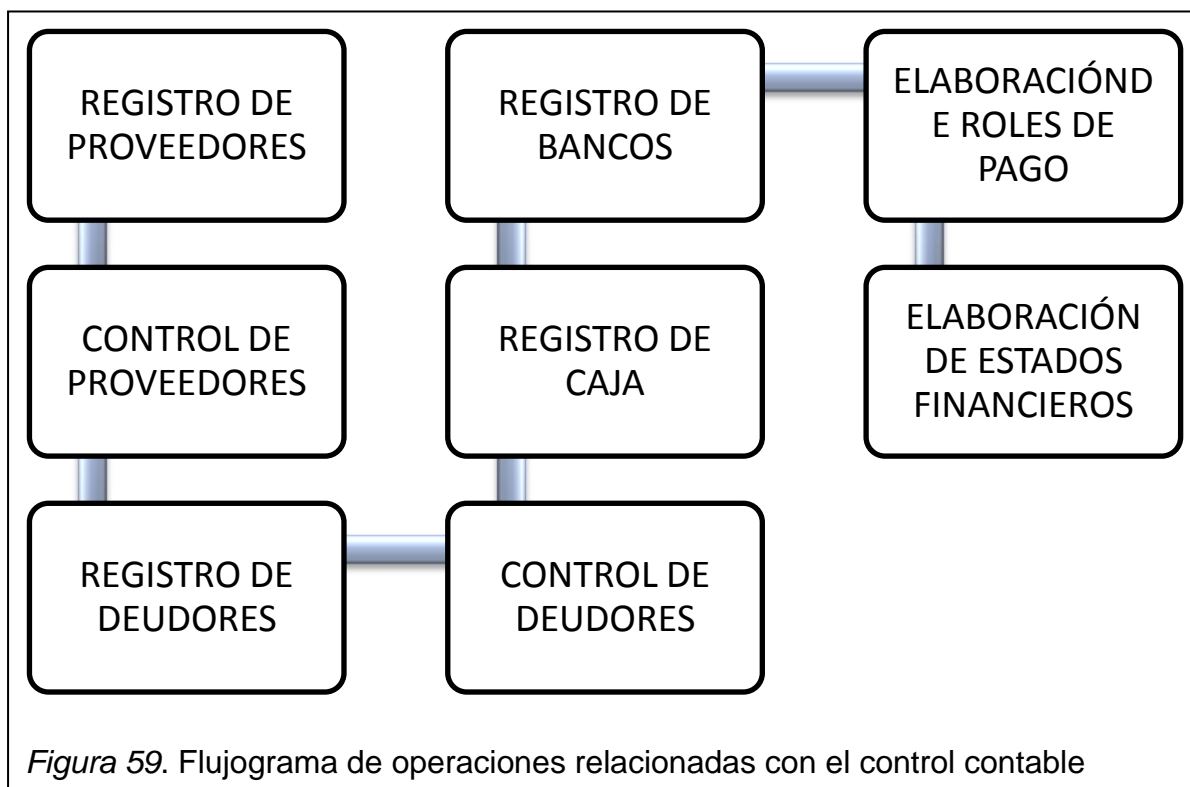 REGISTRO DE
PROVEEDORES
CONTROL DE
PROVEEDORES
REGISTRO DE
DEUDORES
CONTROL DE
DEUDORES
REGISTRO DE
CAJA
REGISTRO DE
BANCOS
ELABORACIÓND
E ROLES DE
PAGO
ELABORACIÓN
DE ESTADOS
FINANCIEROS
Figura 59. Flujograma de operaciones relacionadas con el control contable